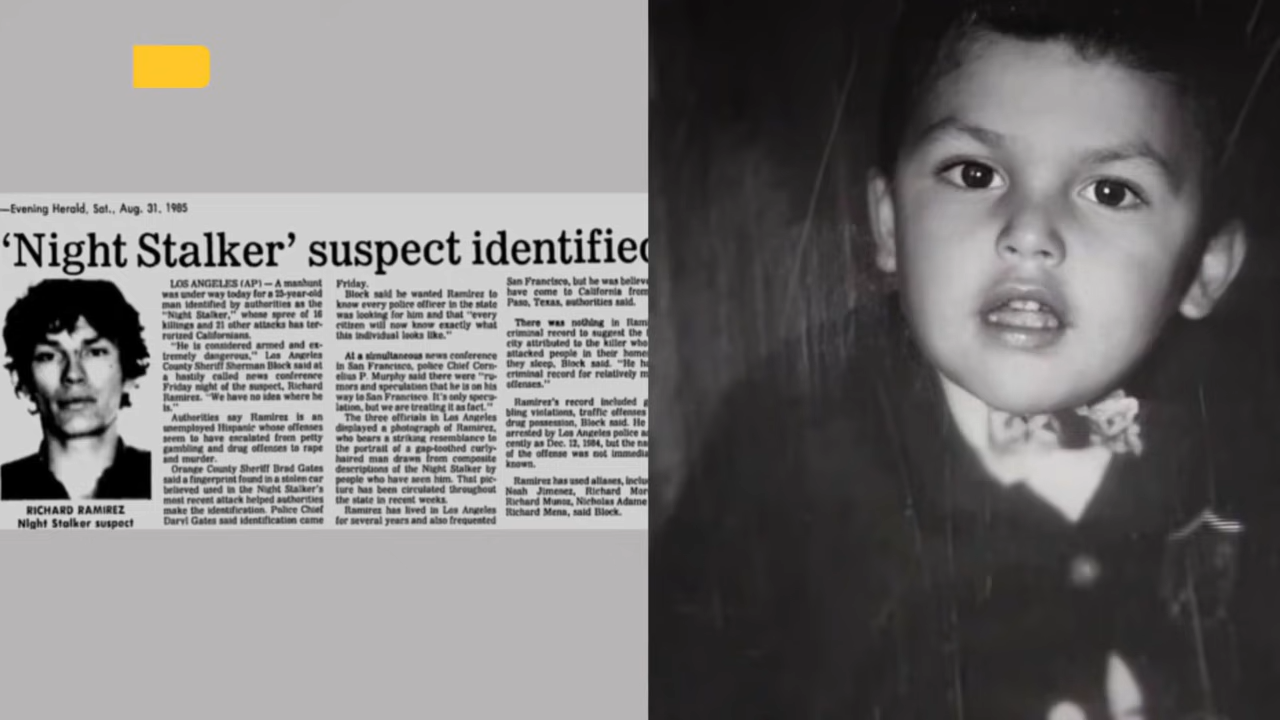 —Evening Herald, Sat., Aug. 31, 1985
‘Night Stalker’ suspect identified
LOS ANGELES (AP) — A manhunt
was under way today for a 25-year-old
man identified by authorities as the
"Night Stalker," whose spree of 16
killings and 21 other attacks has ter-
rorized Californians.
"He is considered armed and ex-
tremely dangerous," Los Angeles
County Sheriff Sherman Block said at
a hastily called news conference
Friday night of the suspect, Richard
Ramirez. "We have no idea where he
is."
Authorities say Ramirez is an
unemployed Hispanic whose offenses
seem to have escalated from petty
gambling and drug offenses to rape
and murder.
Orange County Sheriff Brad Gates
said a fingerprint found in a stolen car
believed used in the Night Stalker's
most recent attack helped authorities
make the identification. Police Chief
Daryl Gates said identification came
Friday.
Block said he wanted Ramirez to
know every police officer in the state
was looking for him and that "every
citizen will now know exactly what
this individual looks like."
At a simultaneous news conference
in San Francisco, police Chief Corn-
elius P. Murphy said there were "ru-
mors and speculation that he is on his
way to San Francisco. It's only specu-
lation, but we are treating it as fact."
The three officials in Los Angeles
displayed a photograph of Ramirez,
who bears a striking resemblance to
the portrait of a gap-toothed curly-
haired man drawn from composite
descriptions of the Night Stalker by
people who have seen him. That pic-
ture has been circulated throughout
the state in recent weeks.
Ramirez has lived in Los Angeles
for several years and also frequented
San Francisco, but he was believ
have come to California from
Paso, Texas, authorities said.
There was nothing in Ram
criminal record to suggest the
city attributed to the killer who
attacked people in their home
they sleep, Block said. "He h
criminal record for relatively m
offenses."
Ramirez's record included g
bling violations, traffic offenses
drug possession, Block said. He
arrested by Los Angeles police a
cently as Dec. 12, 1984, but the na
of the offense was not immedia
known.
Ramirez has used aliases, inclu
Noah Jimenez, Richard Mor
Richard Munoz, Nicholas Adame
Richard Mena, said Block.
RICHARD RAMIREZ
Night Stalker suspect